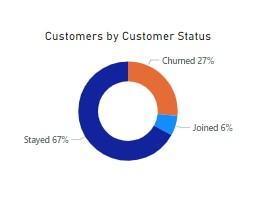 Customers by Customer Status
Churned 27%
Joined 6%
Stayed 67%